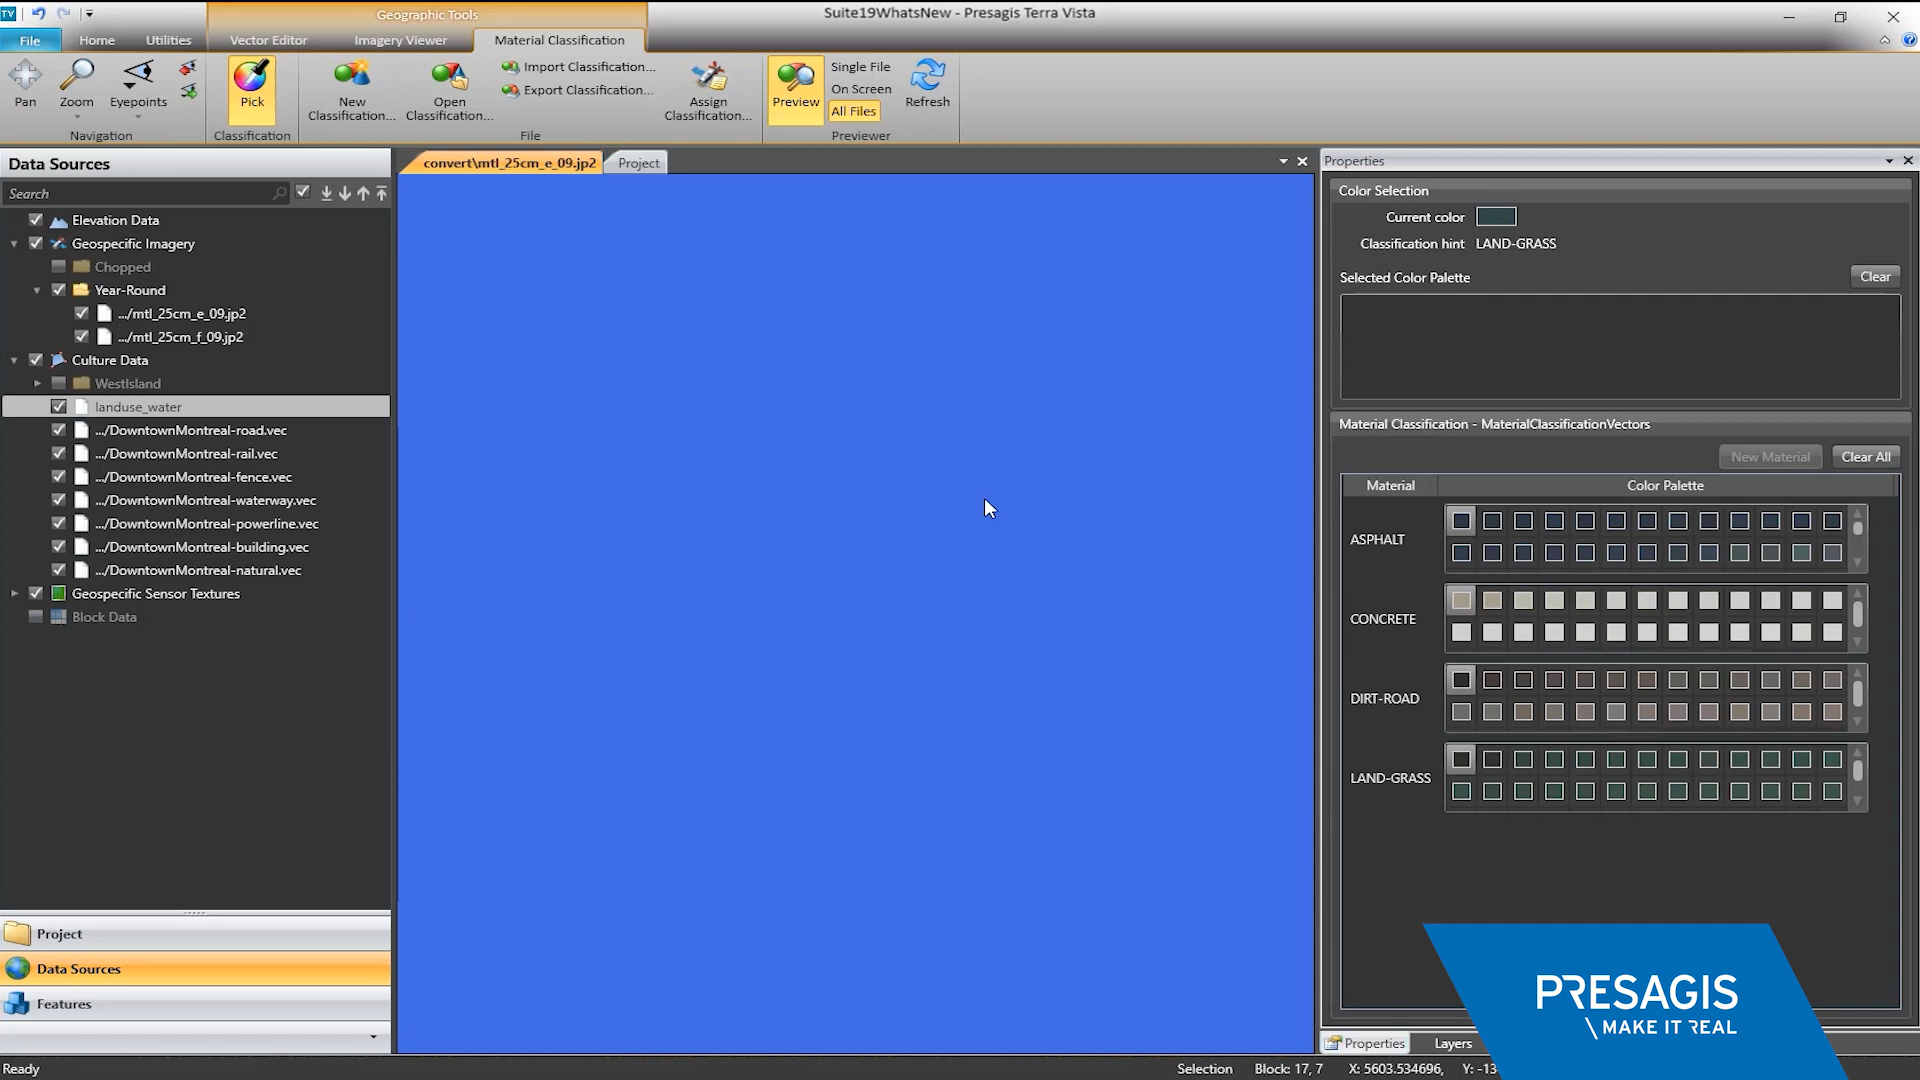 Geographic Tools
Suite19WhatsNew - Presagis Terra Vista
TV
File
Home
Utilities
Vector Editor
Imagery Viewer
Material Classification
Pan
Zoom
Eyepoints
Navigation
Pick
Classification
New Classification...
Open Classification...
Import Classification...
Export Classification...
File
Assign Classification...
Preview
Single File
On Screen
All Files
Refresh
Previewer
Data Sources
Search
Elevation Data
Geospecific Imagery
Chopped
Year-Round
.../mtl_25cm_e_09.jp2
.../mtl_25cm_f_09.jp2
Culture Data
WestIsland
landuse_water
.../DowntownMontreal-road.vec
.../DowntownMontreal-rail.vec
.../DowntownMontreal-fence.vec
.../DowntownMontreal-waterway.vec
.../DowntownMontreal-powerline.vec
.../DowntownMontreal-building.vec
.../DowntownMontreal-natural.vec
Geospecific Sensor Textures
Block Data
Project
Data Sources
Features
convert\mtl_25cm_e_09.jp2
Project
Properties
Color Selection
Current color
Classification hint LAND-GRASS
Selected Color Palette
Clear
Material Classification - MaterialClassificationVectors
New Material
Clear All
Material
Color Palette
ASPHALT
CONCRETE
DIRT-ROAD
LAND-GRASS
PRESAGIS
\ MAKE IT REAL
Properties
Layers
Ready
Selection
Block: 17, 7
X: 5603.534696,
Y: -13